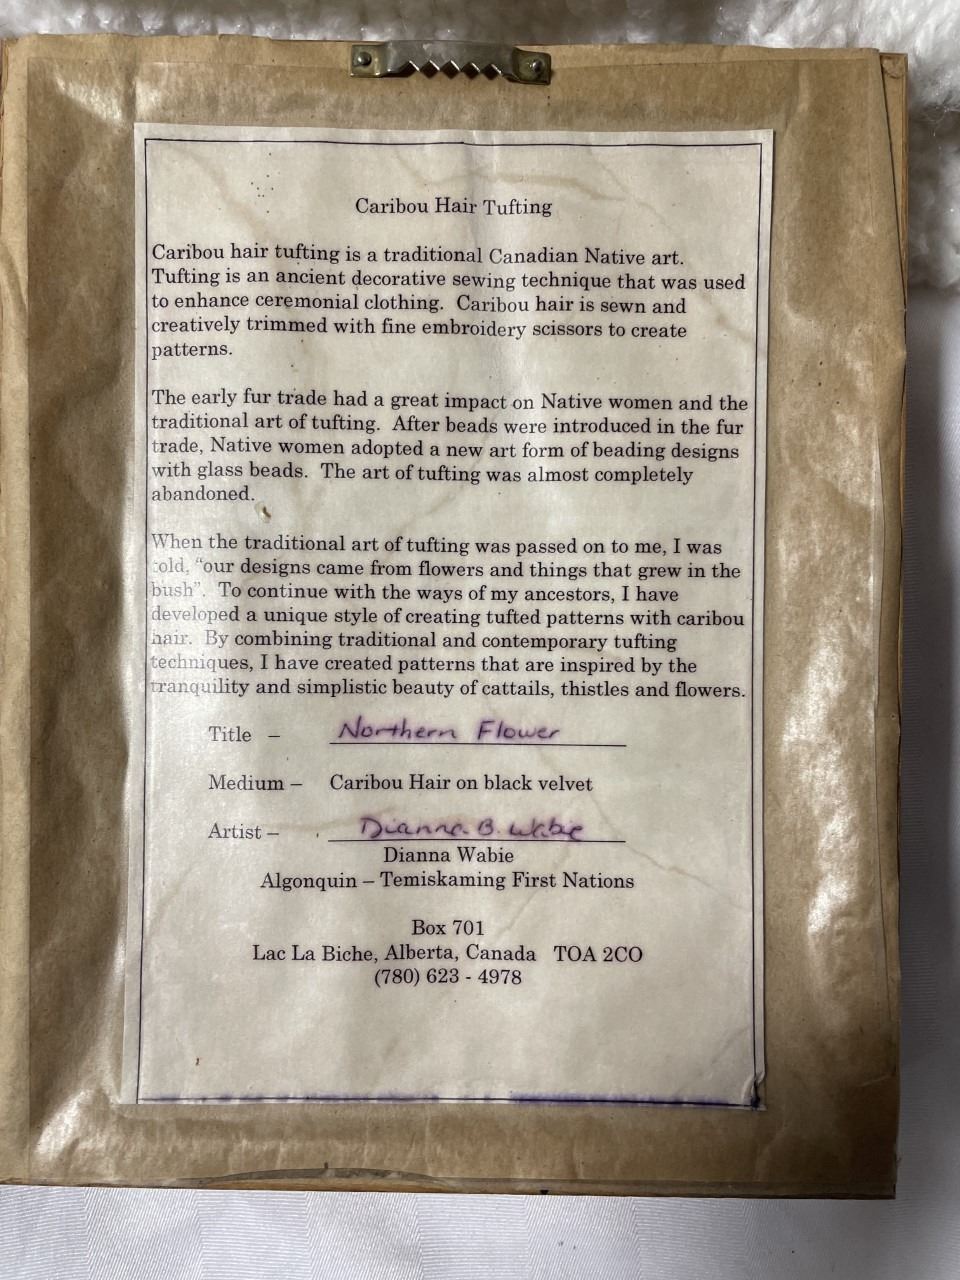 Caribou Hair Tufting
Caribou hair tufting is a traditional Canadian Native art.
Tufting is an ancient decorative sewing technique that was used
to enhance ceremonial clothing. Caribou hair is sewn and
creatively trimmed with fine embroidery scissors to create
patterns.
The early fur trade had a great impact on Native women and the
traditional art of tufting. After beads were introduced in the fur
trade, Native women adopted a new art form of beading designs
with glass beads. The art of tufting was almost completely
abandoned.
When the traditional art of tufting was passed on to me, I was
told, “our designs came from flowers and things that grew in the
bush”. To continue with the ways of my ancestors, I have
developed a unique style of creating tufted patterns with caribou
hair. By combining traditional and contemporary tufting
techniques, I have created patterns that are inspired by the
tranquility and simplistic beauty of cattails, thistles and flowers.
Title – Northern Flower
Medium – Caribou Hair on black velvet
Artist – Dianna B. Wabie
Dianna Wabie
Algonquin – Temiskaming First Nations
Box 701
Lac La Biche, Alberta, Canada TOA 2CO
(780) 623 - 4978